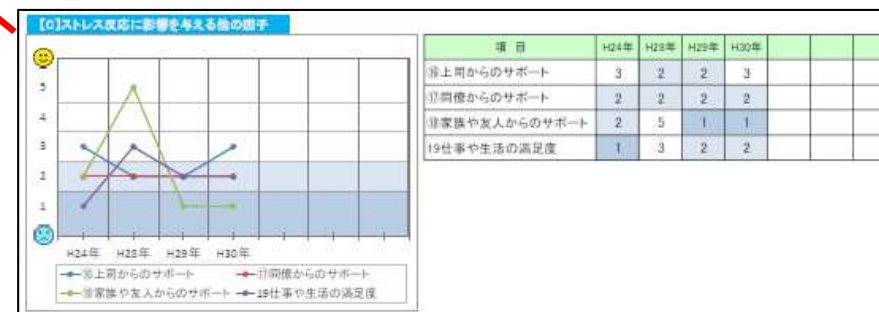 【C】ストレス反応に影響を与える他の因子
5
4
3
2
1
H24年 H28年 H29年 H30年
⑯上司からのサポート ⑰同僚からのサポート
⑱家族や友人からのサポート 19仕事や生活の満足度
項 目 H24年 H28年 H29年 H30年
⑯上司からのサポート 3 2 2 3
⑰同僚からのサポート 2 2 2 2
⑱家族や友人からのサポート 2 5 1 1
19仕事や生活の満足度 1 3 2 2